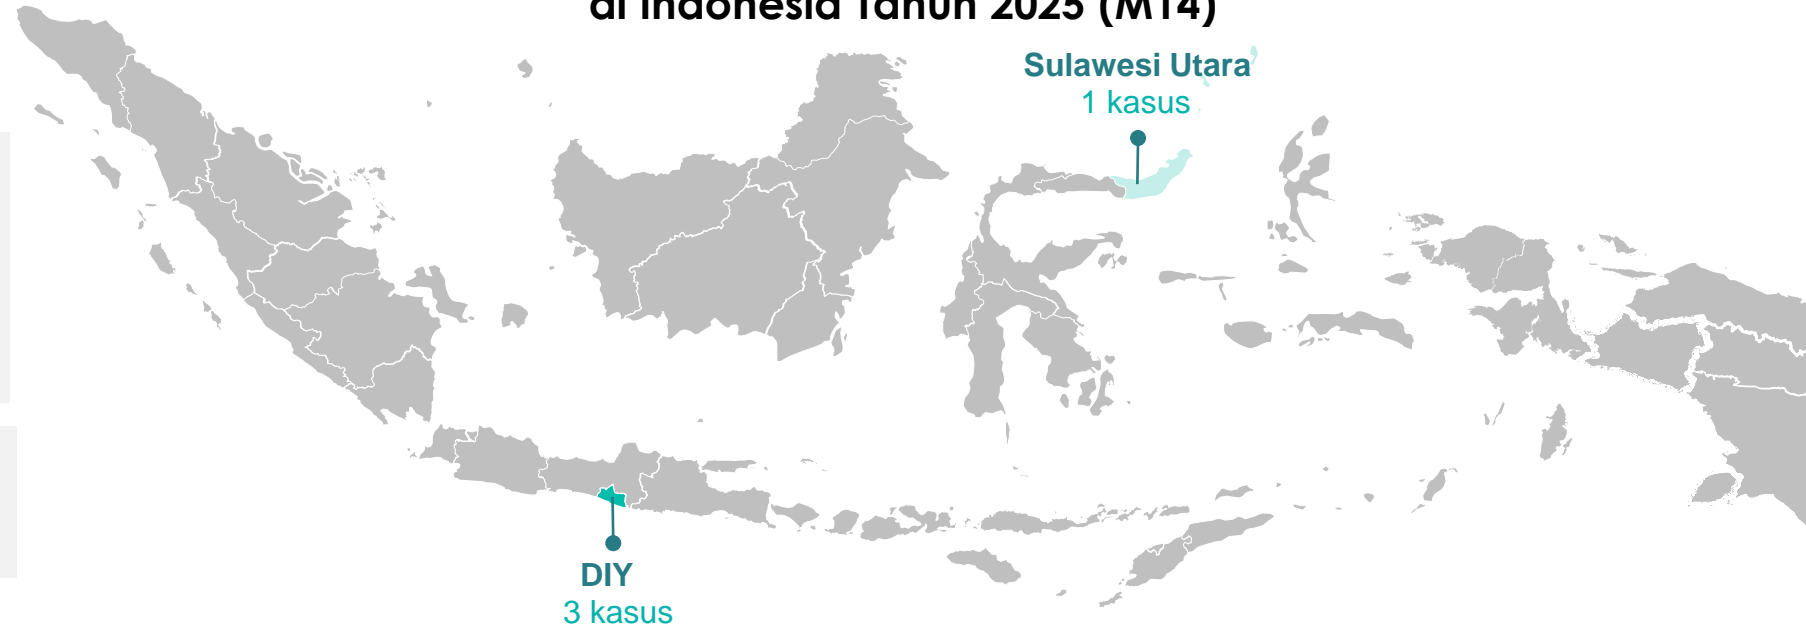 di Indonesia Tahun 2025 (M14)
Sulawesi Utara
1 kasus
DIY
3 kasus